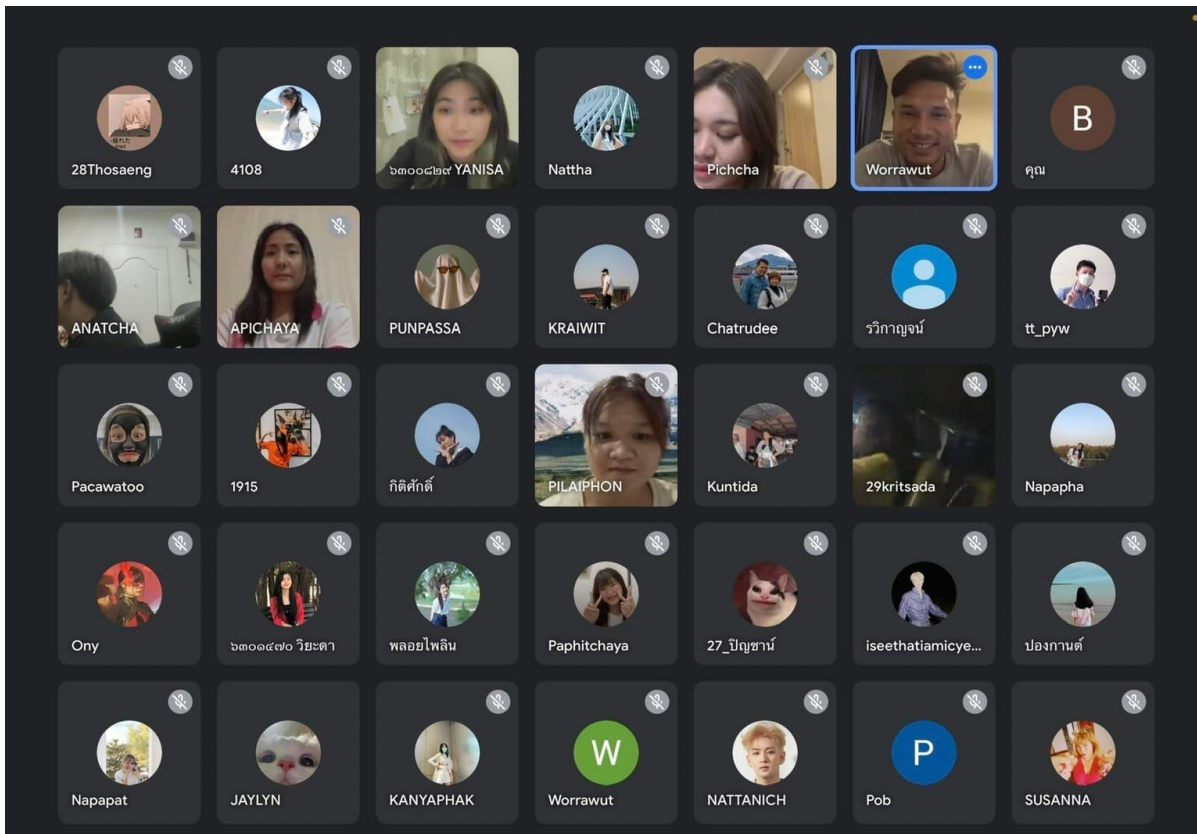 28Thosaeng
4108
๖๓๐๐๘๒๙ YANISA
Nattha
Pichcha
Worrawut
B
คุณ
ANATCHA
APICHAYA
PUNPASSA
KRAIWIT
Chatrudee
รวิกาญจน์
tt_pyw
Pacawatoo
1915
กิติศักดิ์
PILAIPHON
Kuntida
29kritsada
Napapha
Ony
๖๓๐๑๔๗๐ วิยะดา
พลอยไพลิน
Paphitchaya
27_ปิญชาน์
iseethatiamicye...
ปองกานต์
Napapat
JAYLYN
KANYAPHAK
W
Worrawut
NATTANICH
P
Pob
SUSANNA